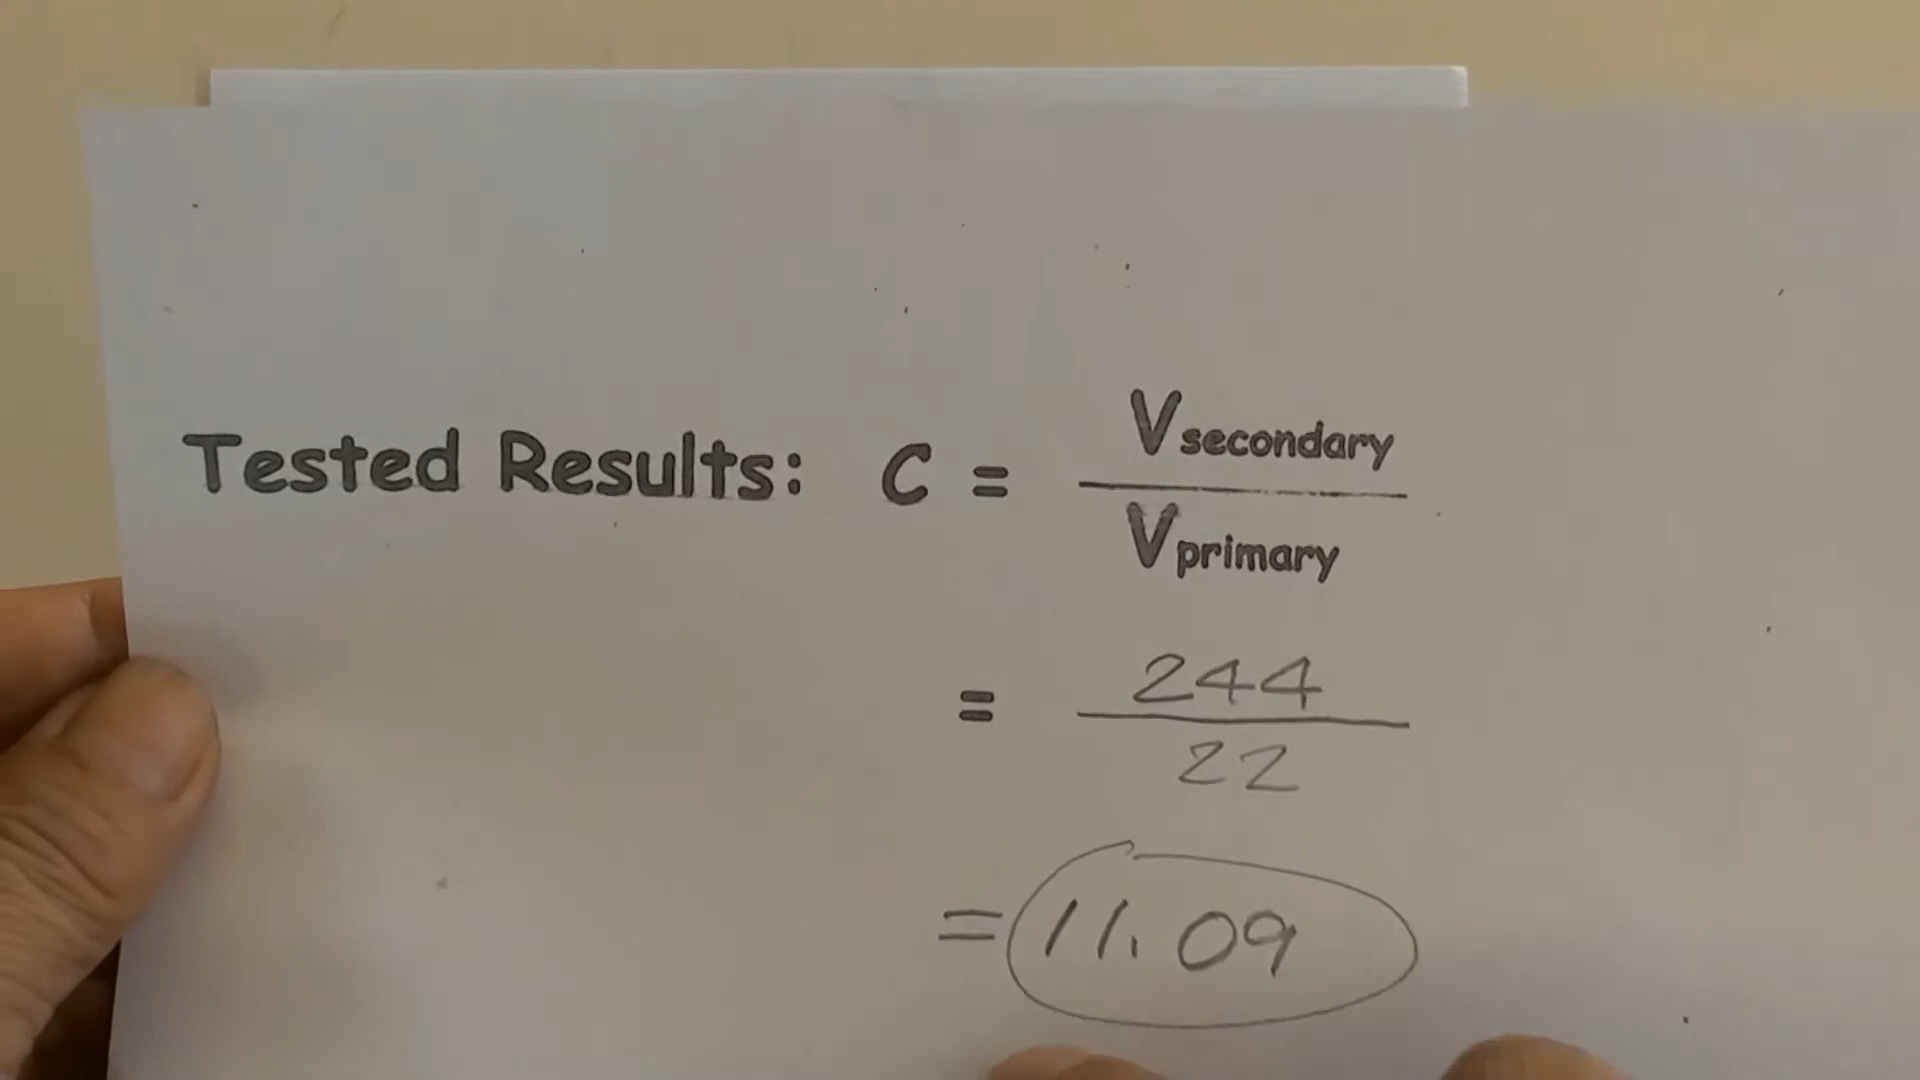 Tested Results: C = Vsecondary
Vprimary
= 244
22
= 11.09